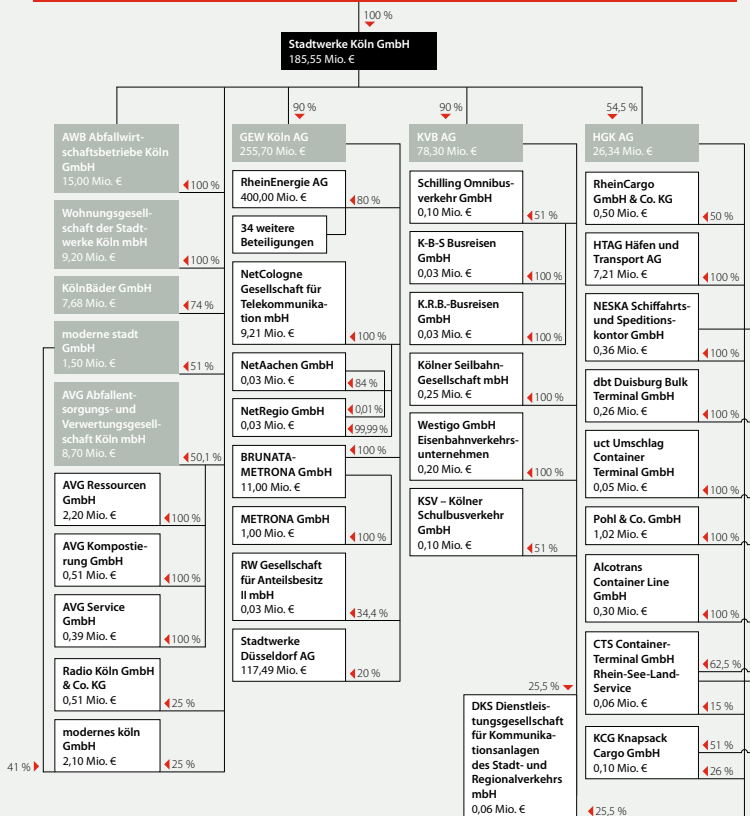 100 %
Stadtwerke Köln GmbH
185,55 Mio. €
AWB Abfallwirt-
schaftsbetriebe Köln
GmbH
15,00 Mio. €
100 %
Wohnungsgesell-
schaft der Stadt-
werke Köln mbH
9,20 Mio. €
100 %
KölnBäder GmbH
7,68 Mio. €
74 %
moderne stadt
GmbH
1,50 Mio. €
51 %
AVG Abfallent-
sorgungs- und
Verwertungsgesell-
schaft Köln mbH
8,70 Mio. €
50,1 %
AVG Ressourcen
GmbH
2,20 Mio. €
100 %
AVG Kompostie-
rung GmbH
0,51 Mio. €
100 %
AVG Service
GmbH
0,39 Mio. €
100 %
Radio Köln GmbH
& Co. KG
0,51 Mio. €
25 %
modernes köln
GmbH
2,10 Mio. €
25 %
41 %
90 %
GEW Köln AG
255,70 Mio. €
RheinEnergie AG
400,00 Mio. €
80 %
34 weitere
Beteiligungen
NetCologne
Gesellschaft für
Telekommunika-
tion mbH
9,21 Mio. €
100 %
NetAachen GmbH
0,03 Mio. €
84 %
NetRegio GmbH
0,03 Mio. €
0,01 %
99,99 %
BRUNATA-
METRONA GmbH
11,00 Mio. €
100 %
METRONA GmbH
1,00 Mio. €
100 %
RW Gesellschaft
für Anteilsbesitz
II mbH
0,03 Mio. €
34,4 %
Stadtwerke
Düsseldorf AG
117,49 Mio. €
20 %
90 %
KVB AG
78,30 Mio. €
Schilling Omnibus-
verkehr GmbH
0,10 Mio. €
51 %
K-B-S Busreisen
GmbH
0,03 Mio. €
100 %
K.R.B.-Busreisen
GmbH
0,03 Mio. €
100 %
Kölner Seilbahn-
Gesellschaft mbH
0,25 Mio. €
100 %
Westigo GmbH
Eisenbahnverkehrs-
unternehmen
0,20 Mio. €
100 %
KSV – Kölner
Schulbusverkehr
GmbH
0,10 Mio. €
51 %
25,5 %
DKS Dienstleis-
tungsgesellschaft
für Kommunika-
tionsanlagen
des Stadt- und
Regionalverkehrs
mbH
0,06 Mio. €
25,5 %
54,5 %
HGK AG
26,34 Mio. €
RheinCargo
GmbH & Co. KG
0,50 Mio. €
50 %
HTAG Häfen und
Transport AG
7,21 Mio. €
100 %
NESKA Schiffahrts-
und Speditions-
kontor GmbH
0,36 Mio. €
100 %
dbt Duisburg Bulk
Terminal GmbH
0,26 Mio. €
100 %
uct Umschlag
Container
Terminal GmbH
0,05 Mio. €
100 %
Pohl & Co. GmbH
1,02 Mio. €
100 %
Alcotrans
Container Line
GmbH
0,30 Mio. €
100 %
CTS Container-
Terminal GmbH
Rhein-See-Land-
Service
0,06 Mio. €
62,5 %
15 %
KCG Knapsack
Cargo GmbH
0,10 Mio. €
51 %
26 %